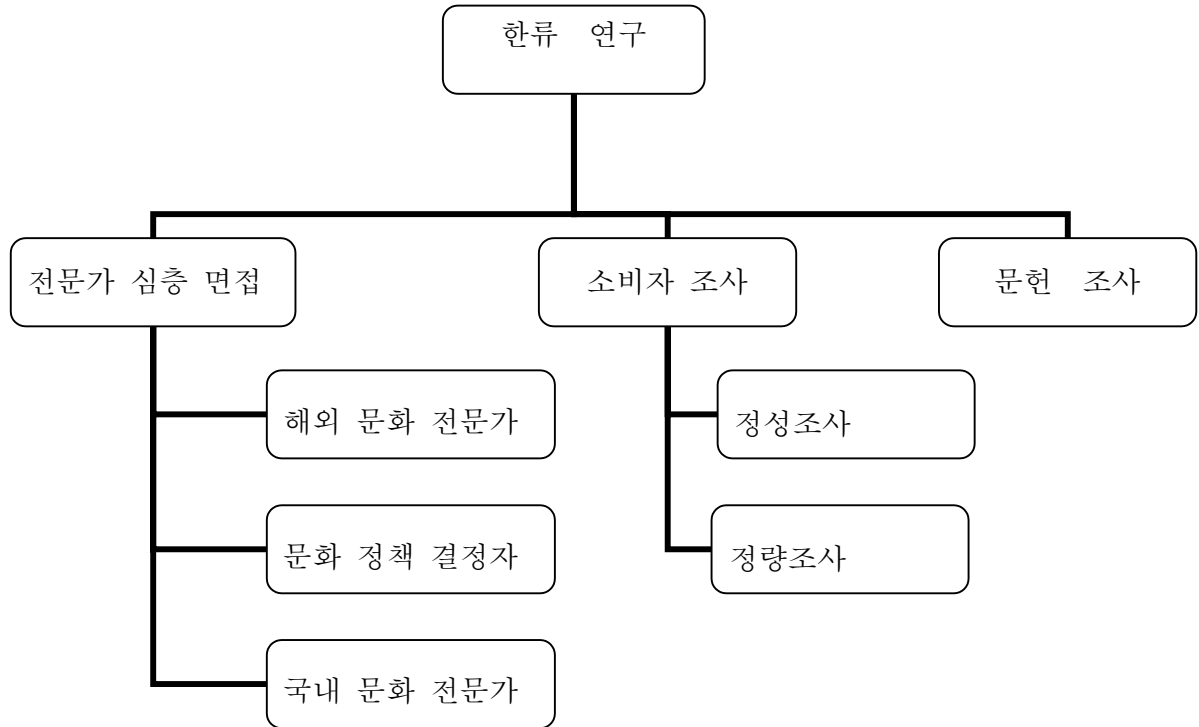 한류 연구
전문가 심층 면접
소비자 조사
문헌 조사
해외 문화 전문가
정성조사
문화 정책 결정자
정량조사
국내 문화 전문가